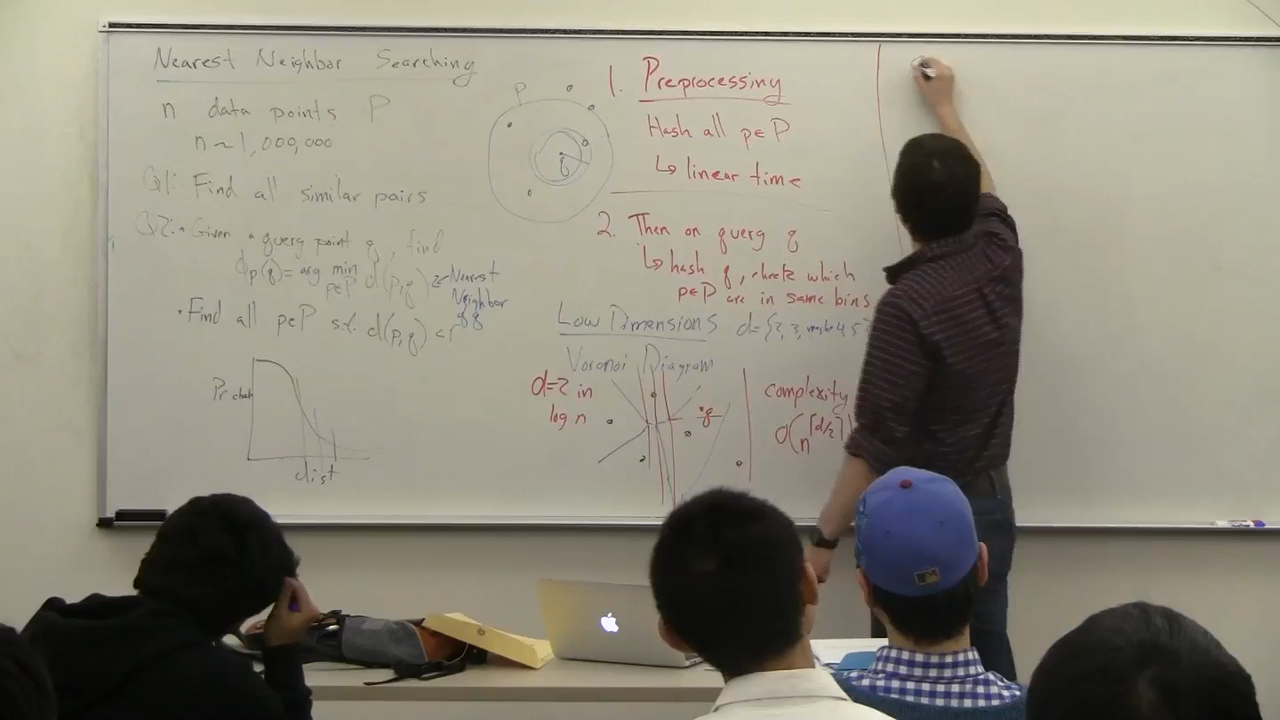 Nearest Neighbor Searching
n data points P
n ~ 1,000,000
Q1: Find all similar pairs
Q2: • Given a query point q, find
ϕp(q) = arg min p∈P d(p,q) ← Nearest Neighbor
• Find all p∈P s.t. d(p,q) < r
Pr
dist
P
q
1. Preprocessing
Hash all p∈P
↳ linear time
2. Then on query q
↳ hash q, check which
p∈P are in same bins
Low Dimensions d={2,3, maybe 4,5
Voronoi Diagram
d=2 in
log n
q
complexity
O(n^⌈d/2⌉)